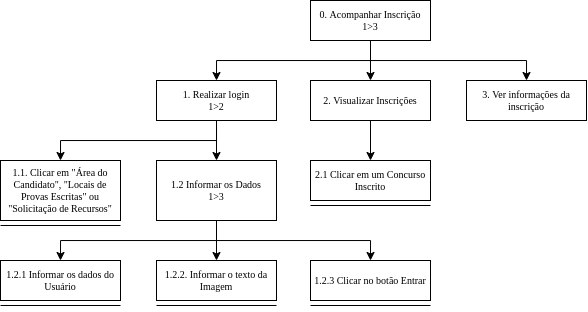 0. Acompanhar Inscrição
1>3
1. Realizar login
1>2
2. Visualizar Inscrições
3. Ver informações da
inscrição
1.1. Clicar em "Área do
Candidato", "Locais de
Provas Escritas" ou
"Solicitação de Recursos"
1.2 Informar os Dados
1>3
2.1 Clicar em um Concurso
Inscrito
1.2.1 Informar os dados do
Usuário
1.2.2. Informar o texto da
Imagem
1.2.3 Clicar no botão Entrar